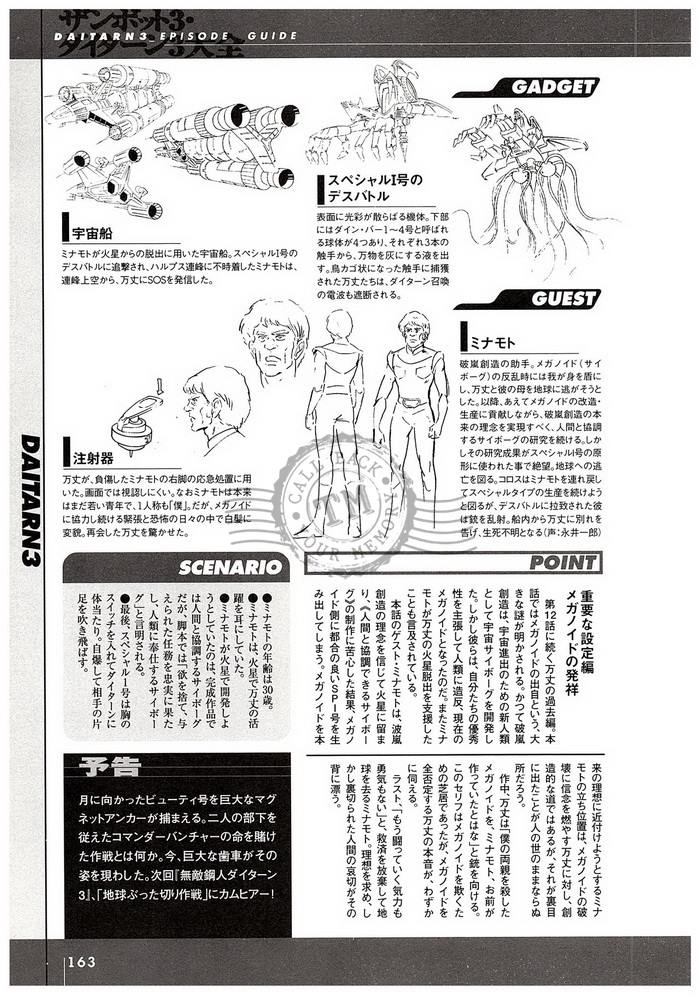 ザンボット3・
ダイターン3大全
DAITARN3 EPISODE GUIDE
GADGET
宇宙船
ミナモトが火星からの脱出に用いた宇宙船。スペシャルI号の
デスバトルに追撃され、ハルプス連峰に不時着したミナモトは、
連峰上空から、万丈にSOSを発信した。
スペシャルI号の
デスバトル
表面に光彩が散らばる機体。下部
にはダイン・バー1〜4号と呼ばれ
る球体が4つあり、それぞれ3本の
触手から、万物を灰にする液を出
す。鳥カゴ状になった触手に捕獲
された万丈たちは、ダイターン召喚
の電波も遮断される。
GUEST
ミナモト
破嵐創造の助手。メガノイド(サイ
ボーグ)の反乱時には我が身を盾に
し、万丈と彼の母を地球に逃がそうと
した。以降、あえてメガノイドの改造・
生産に貢献しながら、破嵐創造の本
来の理念を実現すべく、人間と協調
するサイボーグの研究を続ける。しか
しその研究成果がスペシャルI号の原
形に使われた事で絶望。地球への逃
亡を図る。コロスはミナモトを連れ戻し
てスペシャルタイプの生産を続けよう
と図るが、デスバトルに拉致された彼
は銃を乱射。船内から万丈に別れを
告げ、生死不明となる(声:永井一郎)
注射器
万丈が、負傷したミナモトの右脚の応急処置に用
いた。画面では視認しにくい。なおミナモトは本来
はまだ若い青年で、1人称も「僕」。だが、メガノイド
に協力し続ける緊張と恐怖の日々の中で白髪に
変貌。再会した万丈を驚かせた。
CALL BACK
TM
YOUR MEMORY
DAITARN3
SCENARIO
●ミナモトの年齢は30歳。
●ミナモトは、火星で万丈の活
躍を耳にしていた。
●ミナモトが火星で開発しよ
うとしていたのは、完成作品で
は人間と協調するサイボーグ
だが、脚本では「欲を捨て、与
えられた任務を忠実に果た
し、人類に奉仕するサイボー
グ」と言明される。
●最後、スペシャル1号は胸の
スイッチを入れてダイターンに
体当たり。自爆して相手の片
足を吹き飛ばす。
POINT
重要な設定編
メガノイドの発祥
第12話に続く万丈の過去編。本
話ではメガノイドの出自という、大
きな謎が明かされる。かつて破嵐
創造は、宇宙進出のための新人類
として宇宙サイボーグを開発し
た。しかし彼らは、自分たちの優秀
性を主張して人類に造反、現在の
メガノイドとなったのだ。またミナ
モトが万丈の火星脱出を支援した
ことも言及されている。
本話のゲスト・ミナモトは、波嵐
創造の理念を信じて火星に留ま
り、《人間と協調できるサイボー
グ》の制作に苦心した結果、メガノ
イド側に都合の良いSP1号を生
み出してしまう。メガノイドを本
来の理想に近付けようとするミナ
モトの立ち位置は、メガノイドの破
壊に信念を燃やす万丈に対し、創
造的な道ではあるが、それが裏目
に出たことが人の世のままならぬ
所だろう。
作中、万丈は「僕の両親を殺した
メガノイドを、ミナモト、お前が
作っていたとはな」と銃を向ける。
このセリフはメガノイドを欺くた
めの芝居であったが、メガノイドを
全否定する万丈の本音が、わずか
に伺える。
ラスト、「もう闘っていく気力も
勇気もない」と、救済を放棄して地
球を去るミナモト。理想を求め、し
かし裏切られた人間の哀切がその
背に漂う。
予告
月に向かったビューティ号を巨大なマグ
ネットアンカーが捕まえる。二人の部下を
従えたコマンダーバンチャーの命を賭け
た作戦とは何か。今、巨大な歯車がその
姿を現わした。次回『無敵鋼人ダイターン
3』、「地球ぶった切り作戦」にカムヒアー!
163